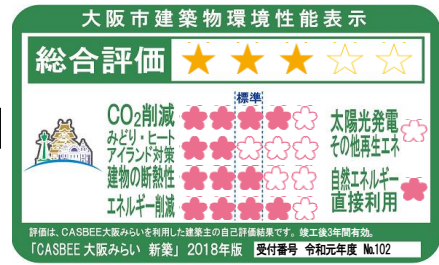 大阪市建築物環境性能表示
総合評価
標準
CO₂削減
みどり・ヒート
アイランド対策
建物の断熱性
エネルギー削減
太陽光発電
その他再生エネ
自然エネルギー
直接利用
評価は、CASBEE大阪みらいを利用した建築主の自己評価結果です。竣工後3年間有効。
「CASBEE大阪みらい 新築」2018年版 受付番号 令和元年度 №102